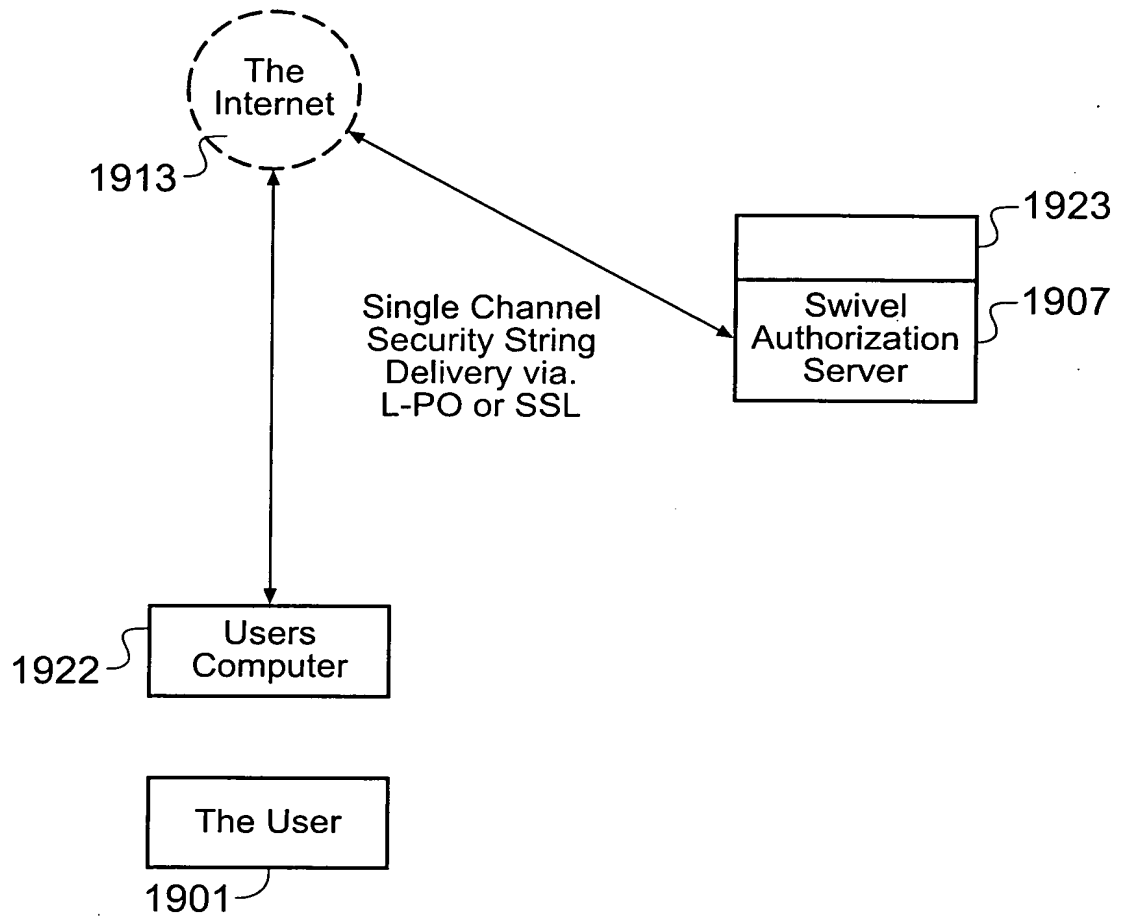 The
Internet
1913
1923
Single Channel
Security String
Delivery via.
L-PO or SSL
Swivel
Authorization
Server
1907
Users
Computer
1922
The User
1901